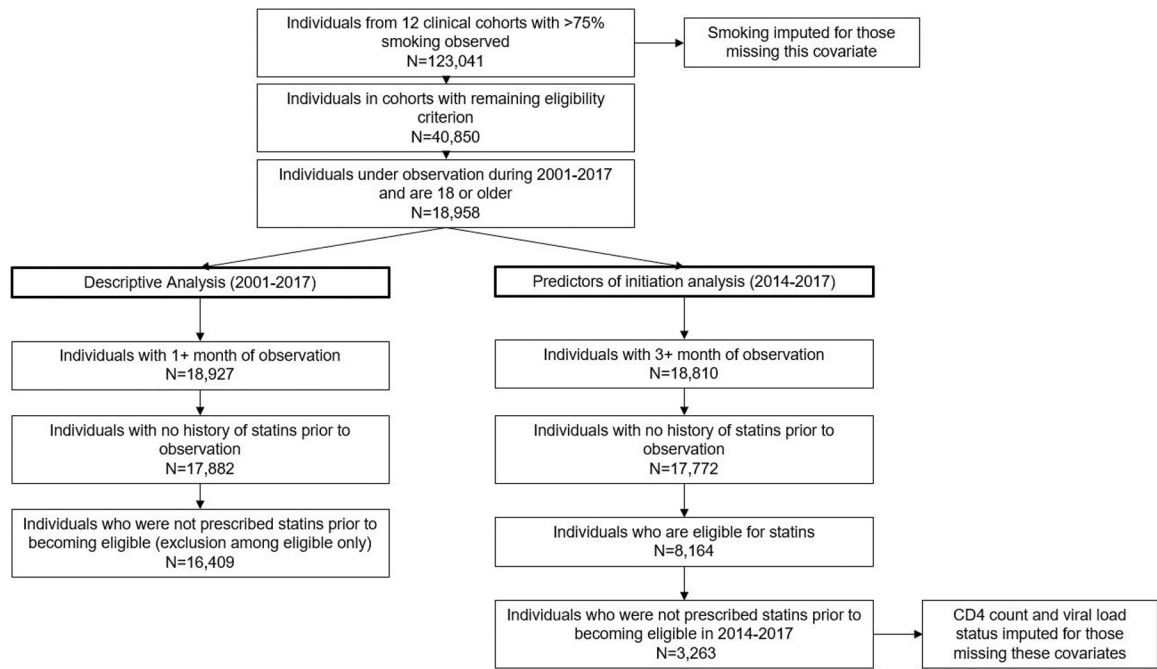 Individuals from 12 clinical cohorts with >75%
smoking observed
N=123,041
Smoking imputed for those
missing this covariate
Individuals in cohorts with remaining eligibility
criterion
N=40,850
Individuals under observation during 2001-2017
and are 18 or older
N=18,958
Descriptive Analysis (2001-2017)
Individuals with 1+ month of observation
N=18,927
Individuals with no history of statins prior to
observation
N=17,882
Individuals who were not prescribed statins prior to
becoming eligible (exclusion among eligible only)
N=16,409
Predictors of initiation analysis (2014-2017)
Individuals with 3+ month of observation
N=18,810
Individuals with no history of statins prior to
observation
N=17,772
Individuals who are eligible for statins
N=8,164
Individuals who were not prescribed statins prior to
becoming eligible in 2014-2017
N=3,263
CD4 count and viral load
status imputed for those
missing these covariates